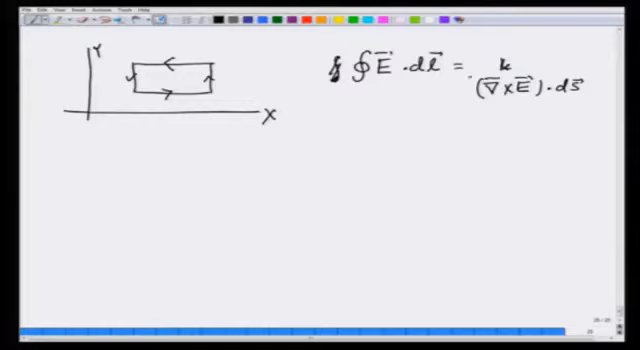 Y
∮ E⃗ . dl⃗ = k
(∇⃗ × E⃗) . ds⃗
X